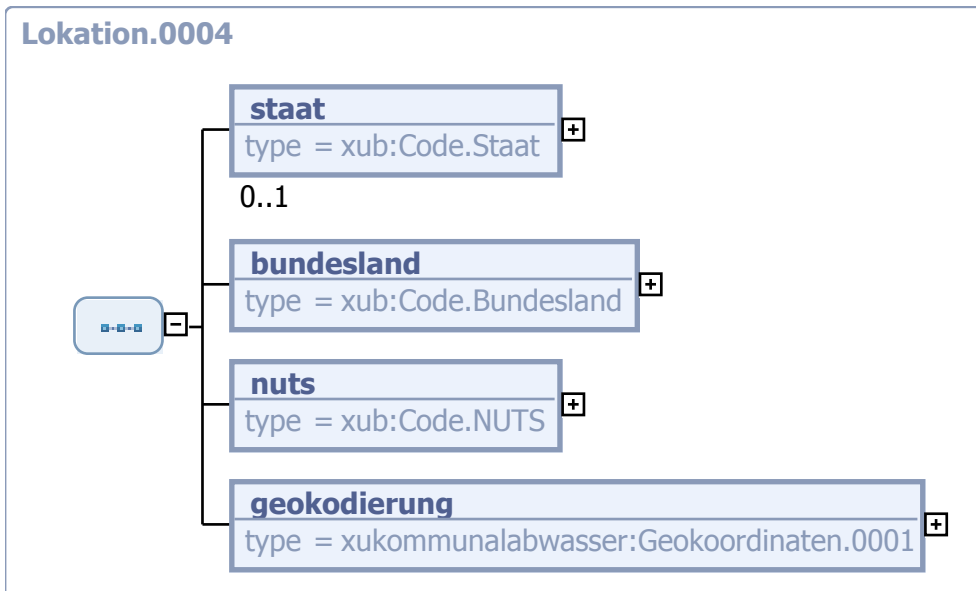 Lokation.0004
staat
type = xub:Code.Staat
0..1
bundesland
type = xub:Code.Bundesland
nuts
type = xub:Code.NUTS
geokodierung
type = xukommunalabwasser:Geokoordinaten.0001